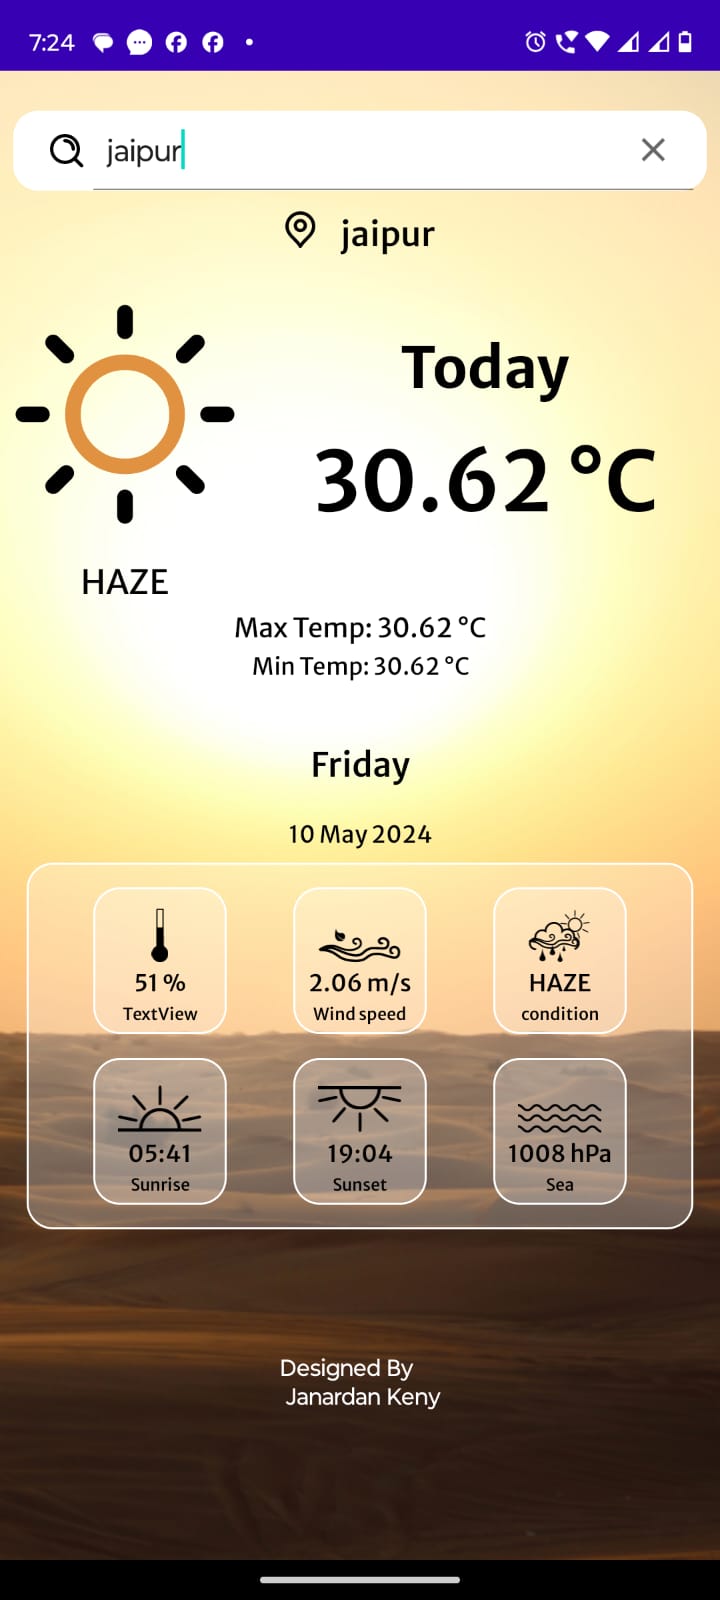 7:24
jaipur
jaipur
Today
30.62 °C
HAZE
Max Temp: 30.62 °C
Min Temp: 30.62 °C
Friday
10 May 2024
51 %
TextView
2.06 m/s
Wind speed
HAZE
condition
05:41
Sunrise
19:04
Sunset
1008 hPa
Sea
Designed By
Janardan Keny